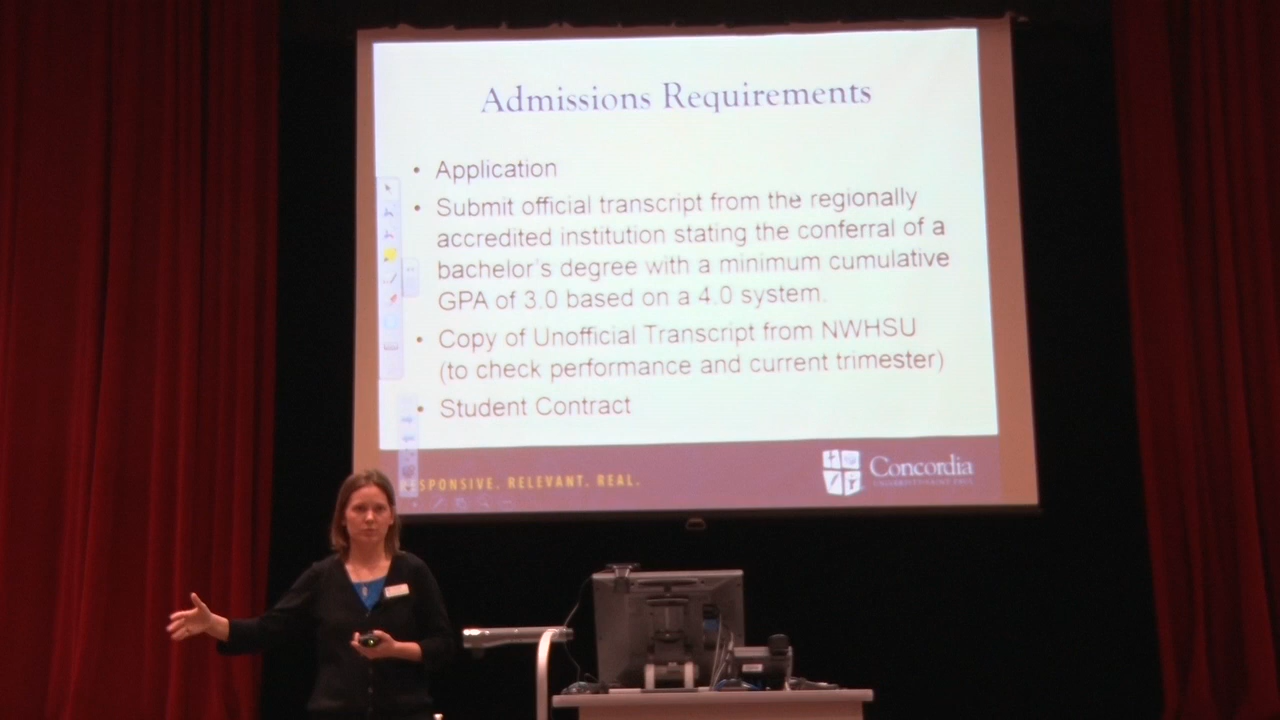 Admissions Requirements
• Application
• Submit official transcript from the regionally
accredited institution stating the conferral of a
bachelor's degree with a minimum cumulative
GPA of 3.0 based on a 4.0 system.
• Copy of Unofficial Transcript from NWHSU
(to check performance and current trimester)
• Student Contract
RESPONSIVE. RELEVANT. REAL.
Concordia